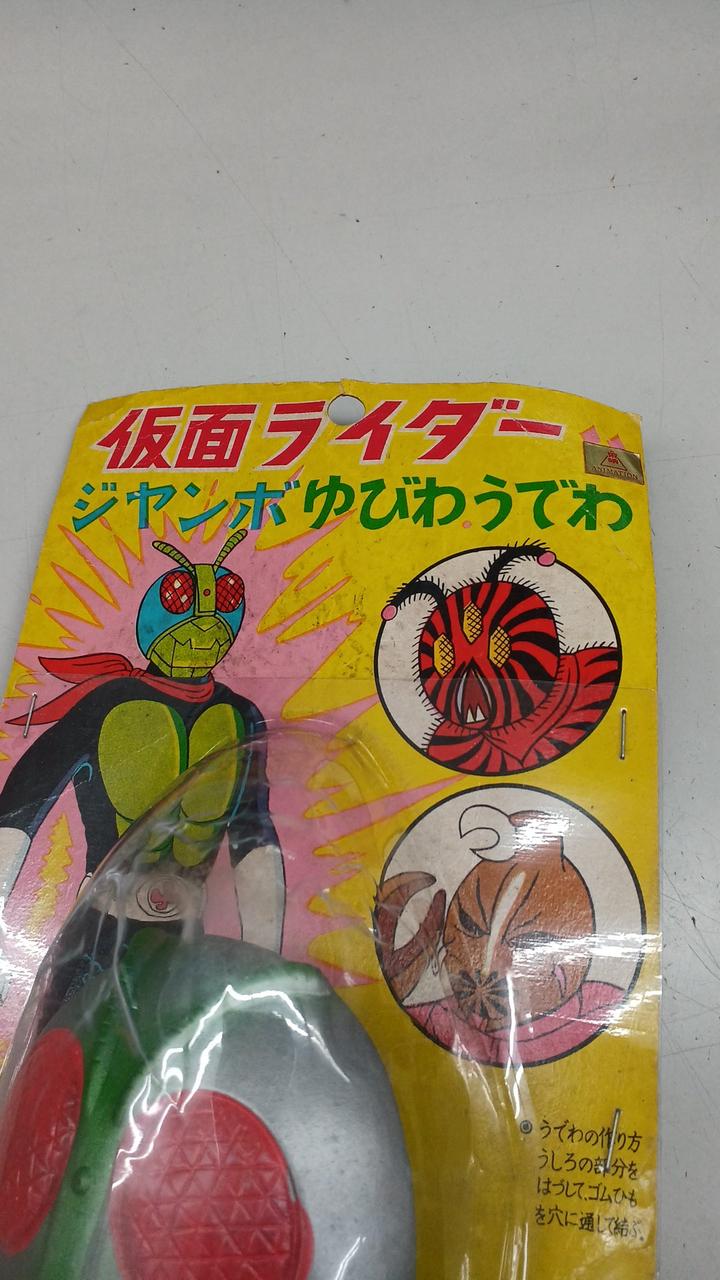 仮面ライダー
ANIMATION
ジャンボゆびわうでわ
◉うでわの作り方
うしろの部分を
はづして、ゴムひも
を穴に通して結ぶ。